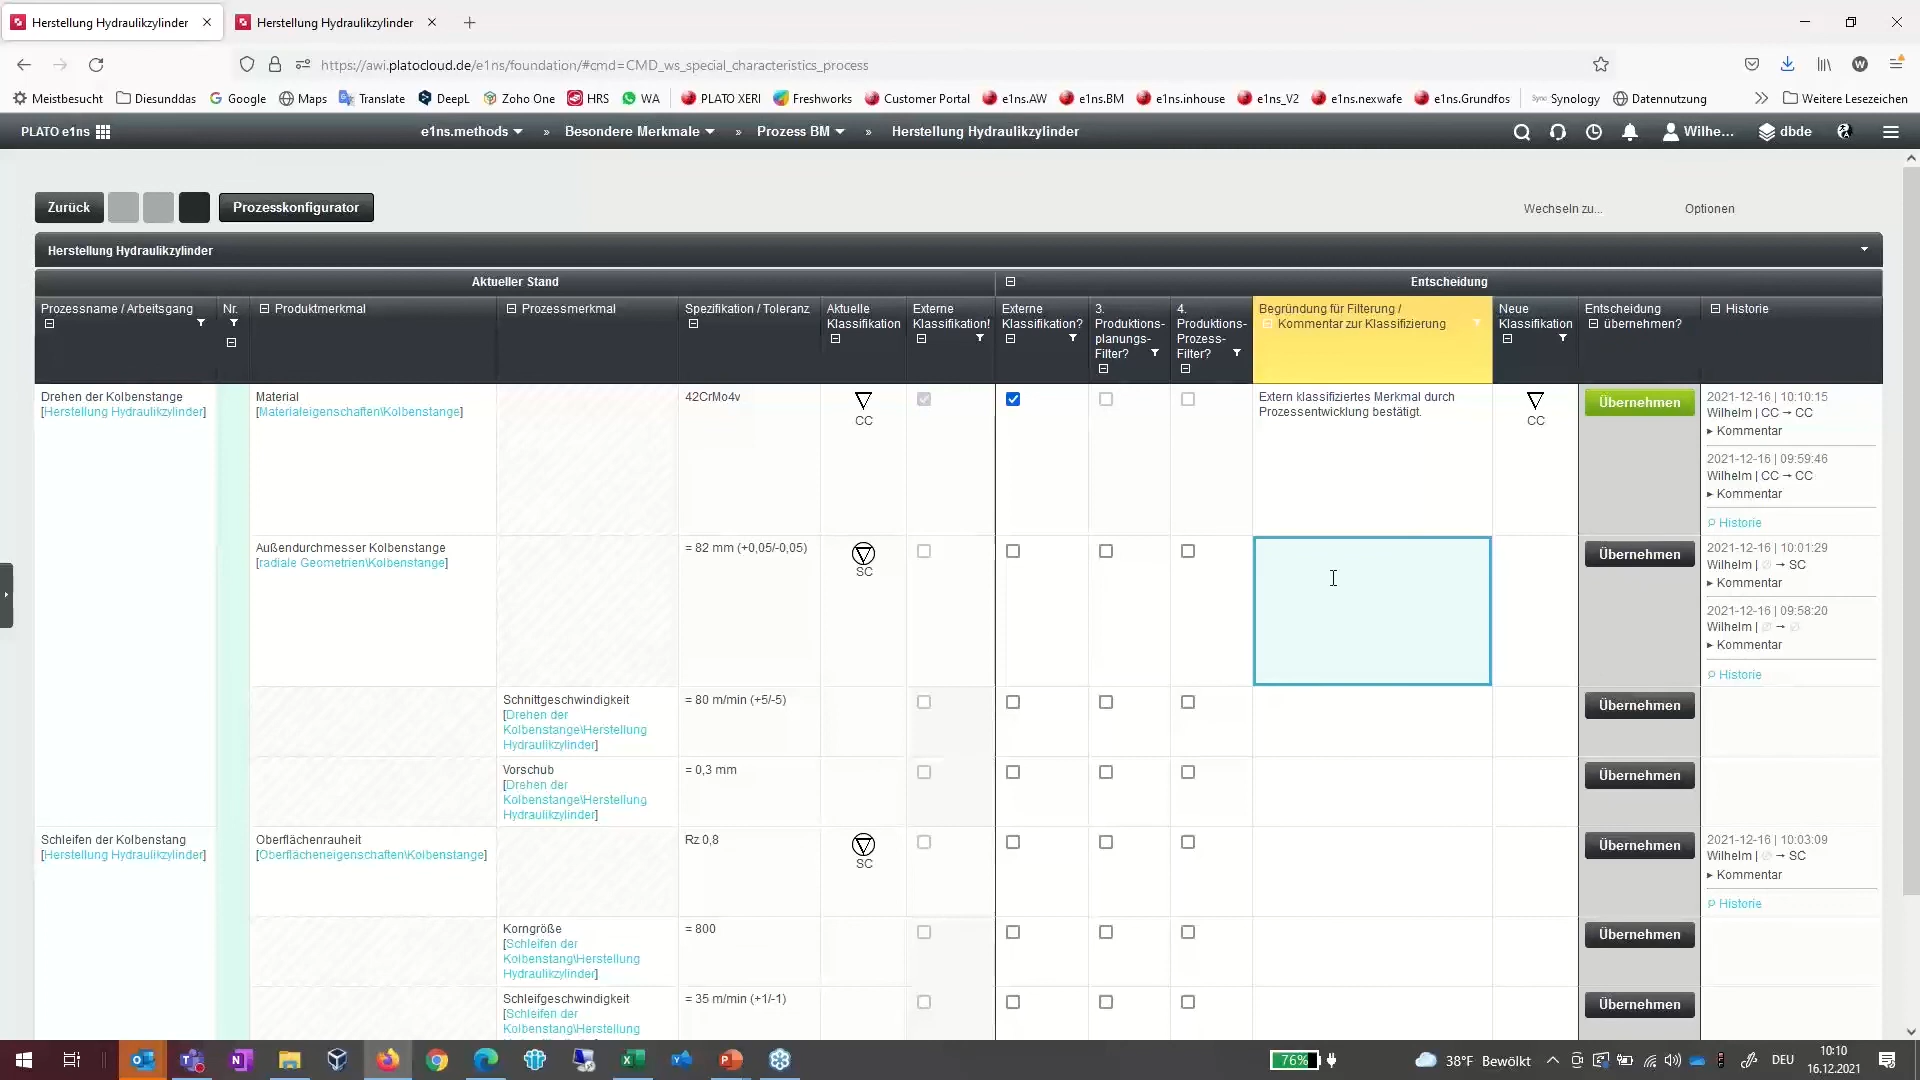 Herstellung Hydraulikzylinder
Herstellung Hydraulikzylinder
https://awi.platocloud.de/e1ns/foundation/#cmd=CMD_ws_special_characteristics_process
Meistbesucht Diesunddas Google Maps Translate DeepL Zoho One HRS WA PLATO XERI Freshworks Customer Portal e1ns.AW e1ns.BM e1ns.inhouse e1ns_V2 e1ns.nexwafe e1ns.Grundfos Sync Synology Datennutzung Weitere Lesezeichen
PLATO e1ns e1ns.methods » Besondere Merkmale » Prozess BM » Herstellung Hydraulikzylinder Wilhe... dbde
Zurück Prozesskonfigurator Wechseln zu... Optionen
Herstellung Hydraulikzylinder
Aktueller Stand Entscheidung
Prozessname / Arbeitsgang
Nr.
Produktmerkmal
Prozessmerkmal
Spezifikation / Toleranz
Aktuelle
Klassifikation
Externe
Klassifikation!
Externe
Klassifikation?
3.
Produktions-
planungs-
Filter?
4.
Produktions-
Prozess-
Filter?
Begründung für Filterung /
Kommentar zur Klassifizierung
Neue
Klassifikation
Entscheidung
übernehmen?
Historie
Drehen der Kolbenstange
[Herstellung Hydraulikzylinder]
Material
[Materialeigenschaften\Kolbenstange]
42CrMo4v
CC
Extern klassifiziertes Merkmal durch
Prozessentwicklung bestätigt.
CC
Übernehmen
2021-12-16 | 10:10:15
Wilhelm | CC → CC
▸ Kommentar
2021-12-16 | 09:59:46
Wilhelm | CC → CC
▸ Kommentar
Historie
Außendurchmesser Kolbenstange
[radiale Geometrien\Kolbenstange]
= 82 mm (+0,05/-0,05)
SC
Übernehmen
2021-12-16 | 10:01:29
Wilhelm | ∅ → SC
▸ Kommentar
2021-12-16 | 09:58:20
Wilhelm | ∅ → ∅
▸ Kommentar
Historie
Schnittgeschwindigkeit
[Drehen der
Kolbenstange\Herstellung
Hydraulikzylinder]
= 80 m/min (+5/-5)
Übernehmen
Vorschub
[Drehen der
Kolbenstange\Herstellung
Hydraulikzylinder]
= 0,3 mm
Übernehmen
Schleifen der Kolbenstang
[Herstellung Hydraulikzylinder]
Oberflächenrauheit
[Oberflächeneigenschaften\Kolbenstange]
Rz 0,8
SC
Übernehmen
2021-12-16 | 10:03:09
Wilhelm | ∅ → SC
▸ Kommentar
Historie
Korngröße
[Schleifen der
Kolbenstang\Herstellung
Hydraulikzylinder]
= 800
Übernehmen
Schleifgeschwindigkeit
[Schleifen der
Kolbenstang\Herstellung
= 35 m/min (+1/-1)
Übernehmen
76% 38°F Bewölkt DEU 10:10
16.12.2021